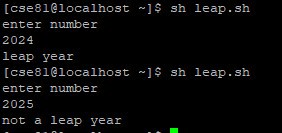 [cse81@localhost ~]$ sh leap.sh
enter number
2024
leap year
[cse81@localhost ~]$ sh leap.sh
enter number
2025
not a leap year